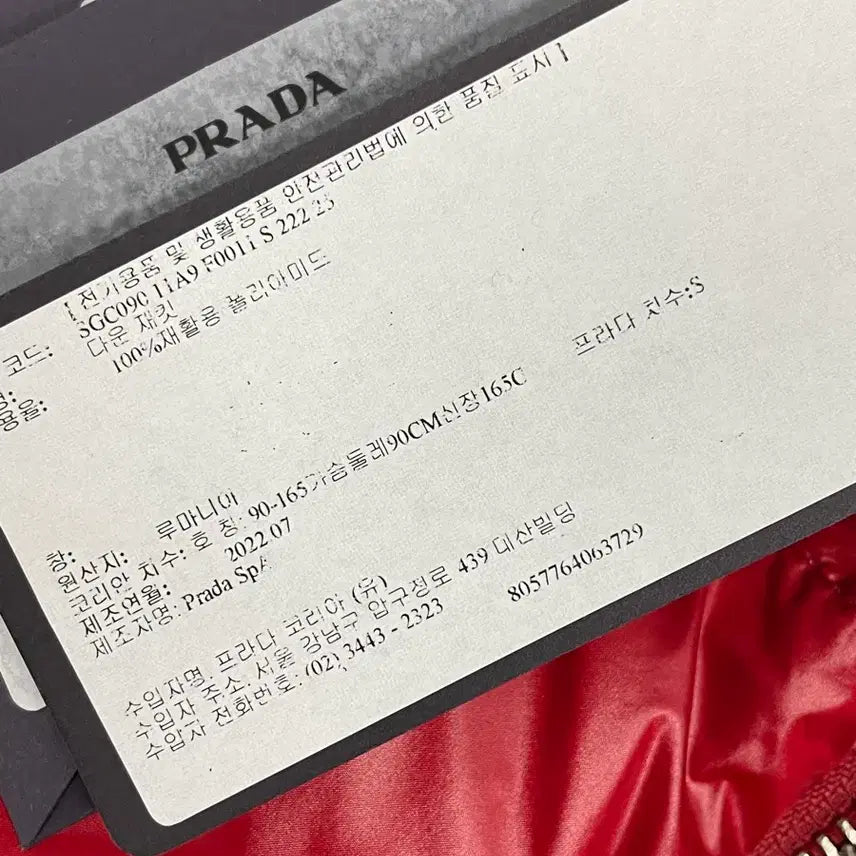 PRADA
[ 전기용품 및 생활용품 안전관리법에 의한 품질 표시 ]
코드: SGC090 11A9 F0011 S 222 25
명: 다운 재킷
용율: 100%재활용 폴리아미드
프라다 치수:S
창:
원산지: 루마니아
코리안 치수: 호 칭: 90-165가슴둘레90CM신장165C
제조연월: 2022 07
제조자명: Prada SpA
수입자명. 프라다 코리아 (유)
수입자 주소. 서울 강남구 압구정로 439 대산빌딩
수입자 전화번호: (02) 3443 - 2323
8057764063729